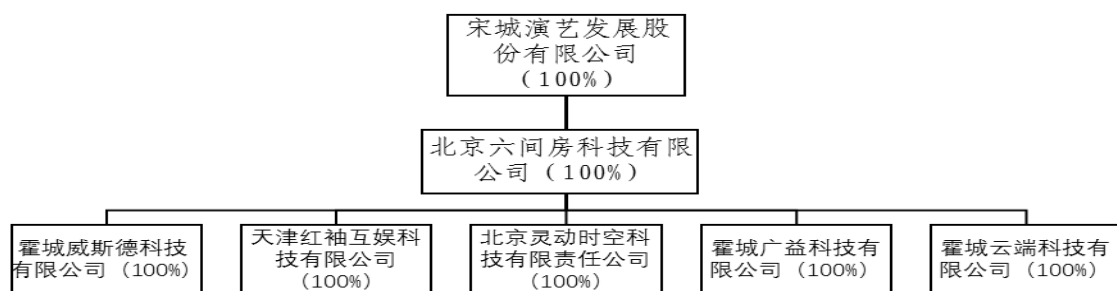 宋城演艺发展股
份有限公司
（100%）
北京六间房科技有限
公司（100%）
霍城威斯德科技
有限公司 (100%)
天津红袖互娱科
技有限公司
(100%)
北京灵动时空科
技有限责任公司
(100%)
霍城广益科技有
限公司 (100%)
霍城云端科技有
限公司 (100%)